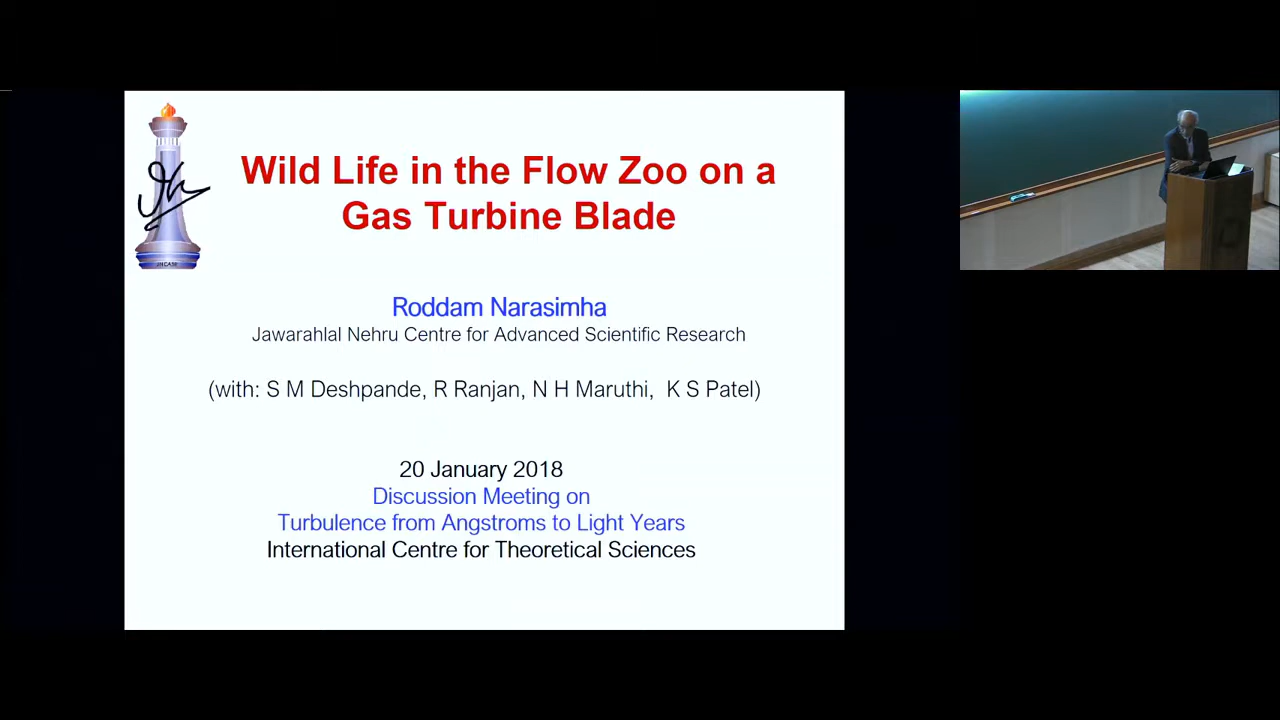 Wild Life in the Flow Zoo on a
Gas Turbine Blade
JNCASR
Roddam Narasimha
Jawarahlal Nehru Centre for Advanced Scientific Research
(with: S M Deshpande, R Ranjan, N H Maruthi, K S Patel)
20 January 2018
Discussion Meeting on
Turbulence from Angstroms to Light Years
International Centre for Theoretical Sciences